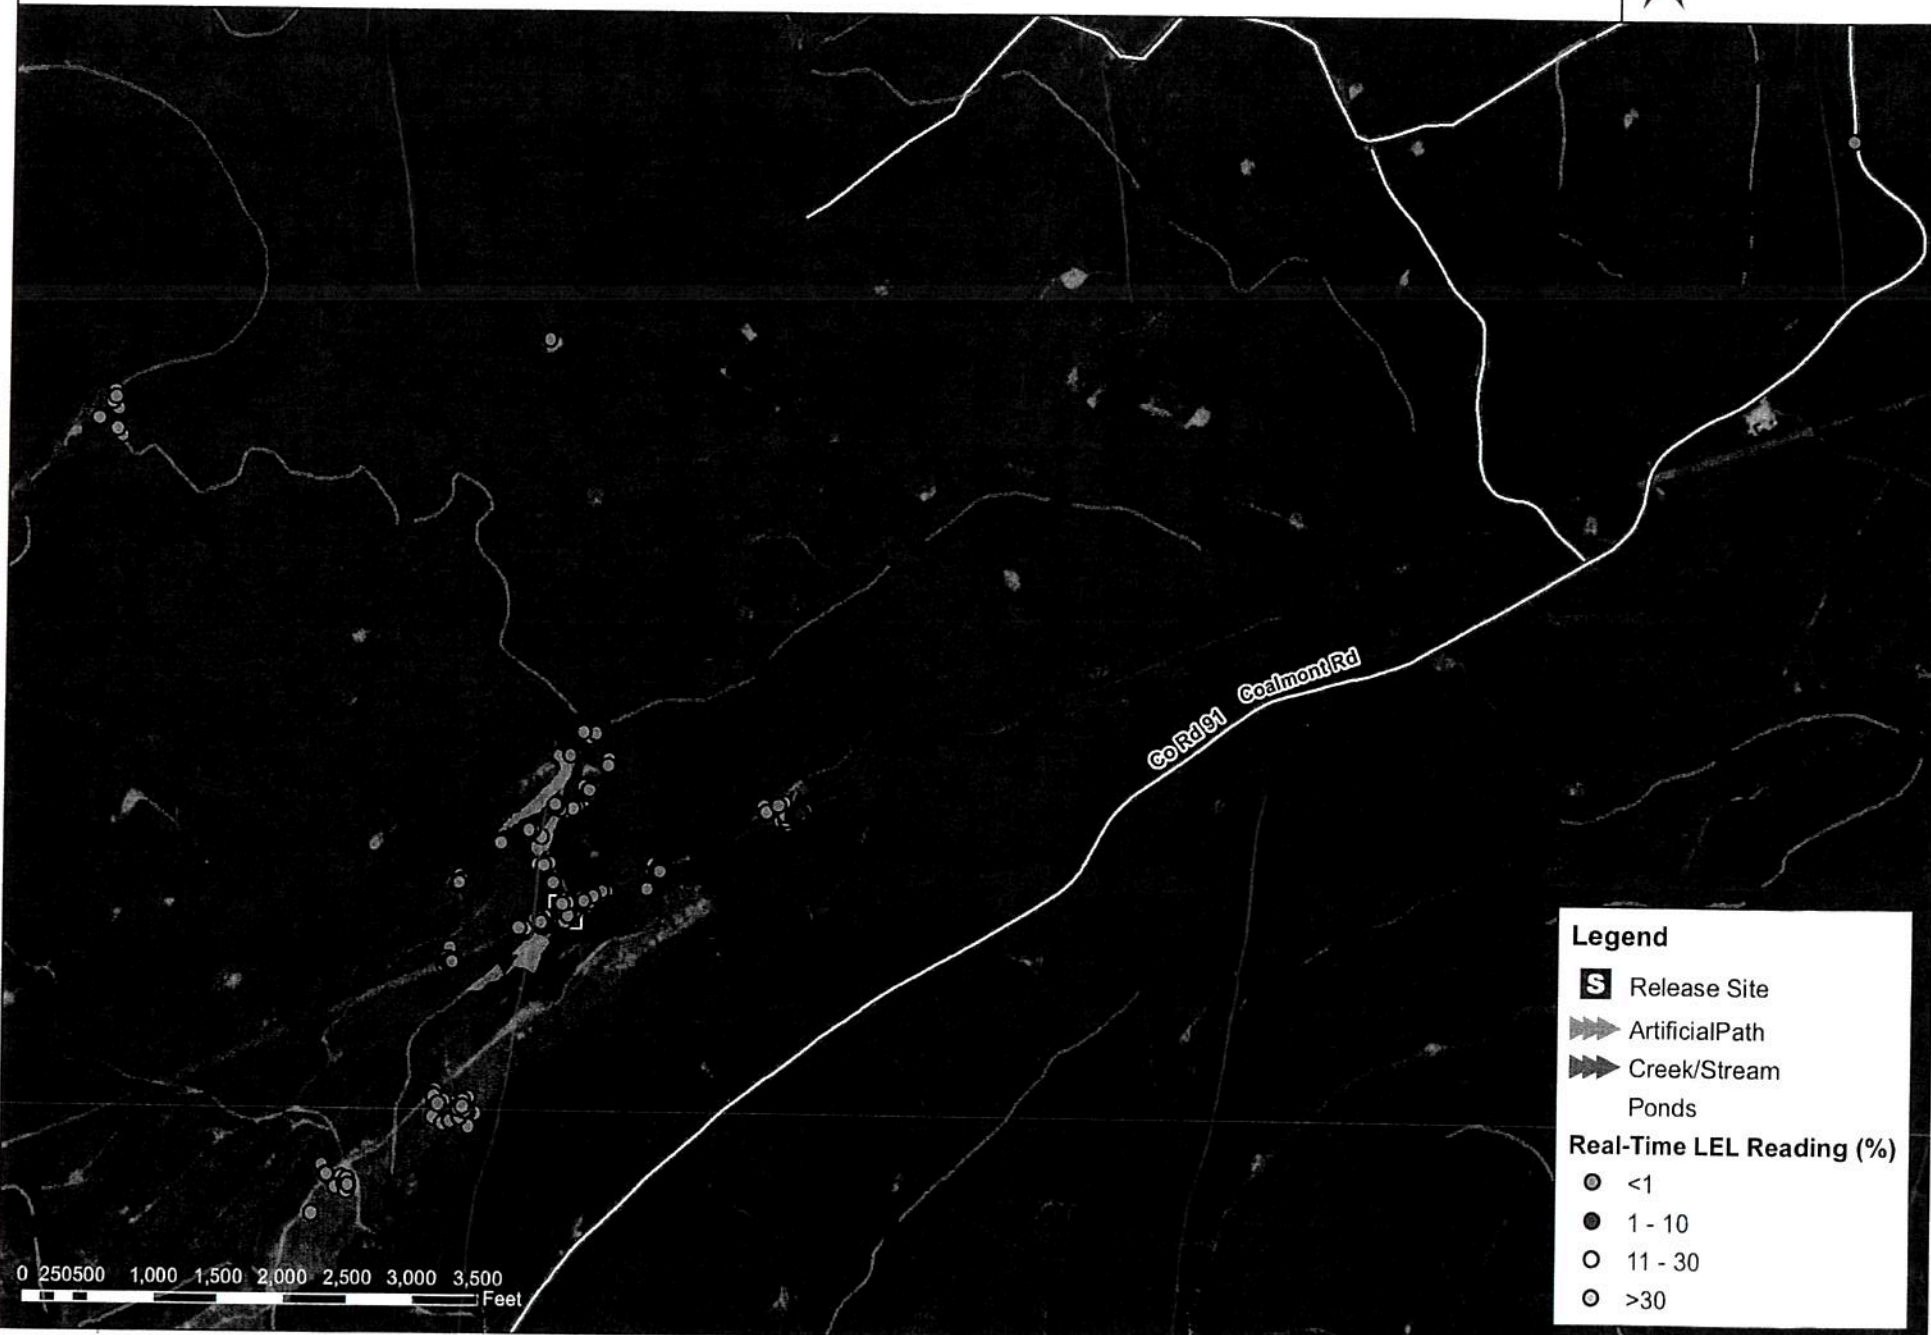 Coalmont Rd
Co Rd 91
Legend
S Release Site
ArtificialPath
Creek/Stream
Ponds
Real-Time LEL Reading (%)
<1
1 - 10
11 - 30
>30
0 250500 1,000 1,500 2,000 2,500 3,000 3,500
Feet